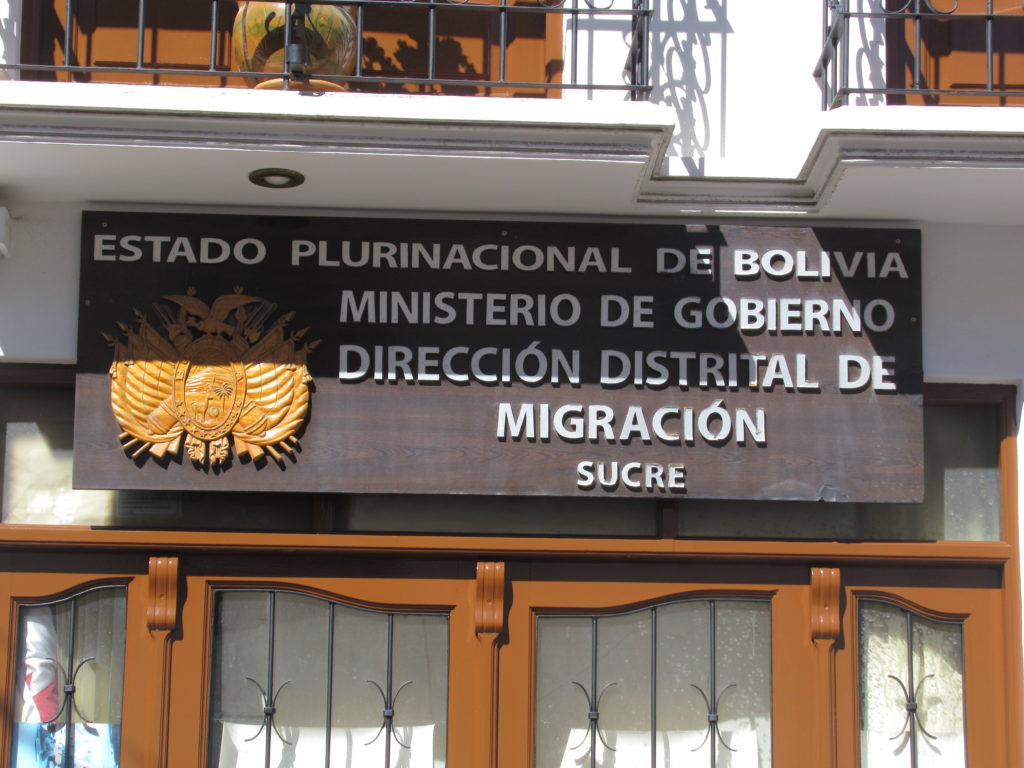 ESTADO PLURINACIONAL DE BOLIVIA
MINISTERIO DE GOBIERNO
DIRECCIÓN DISTRITAL DE
MIGRACIÓN
SUCRE